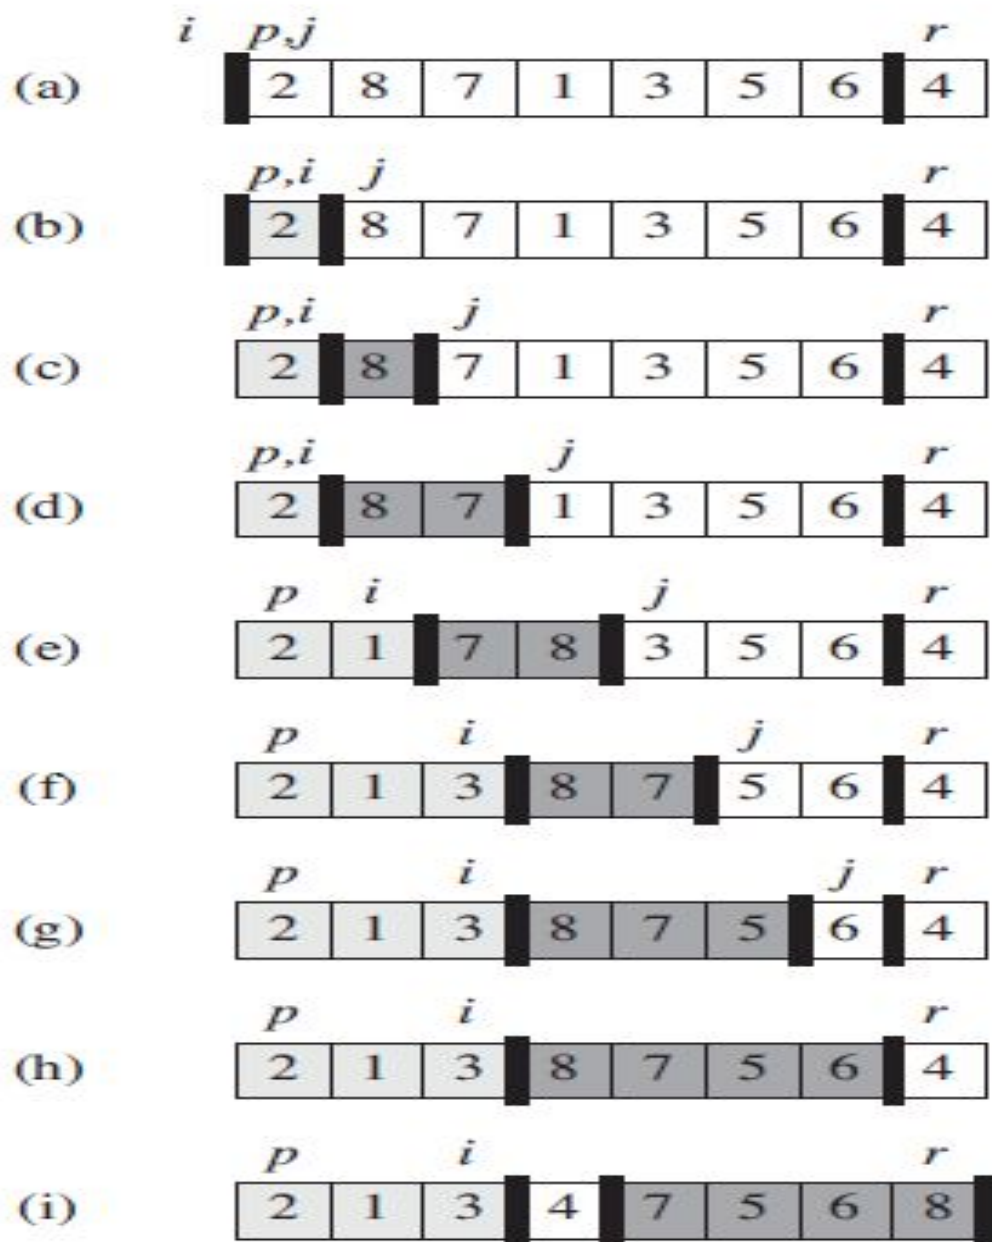 i p,j r
(a) 2 8 7 1 3 5 6 4
p,i j r
(b) 2 8 7 1 3 5 6 4
p,i j r
(c) 2 8 7 1 3 5 6 4
p,i j r
(d) 2 8 7 1 3 5 6 4
p i j r
(e) 2 1 7 8 3 5 6 4
p i j r
(f) 2 1 3 8 7 5 6 4
p i j r
(g) 2 1 3 8 7 5 6 4
p i r
(h) 2 1 3 8 7 5 6 4
p i r
(i) 2 1 3 4 7 5 6 8